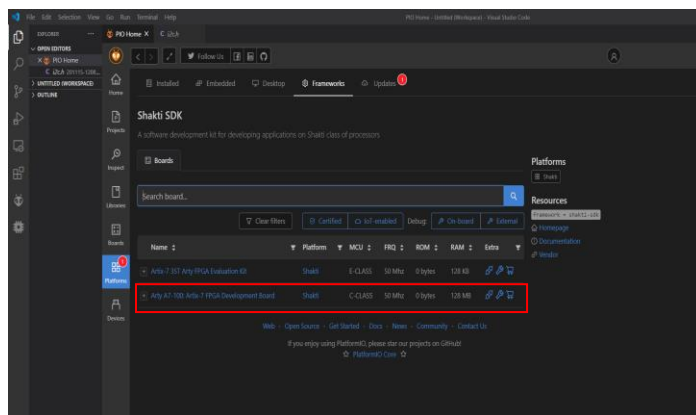 File Edit Selection View Go Run Terminal Help
PIO Home - Untitled (Workspace) - Visual Studio Code
EXPLORER
OPEN EDITORS
PIO Home
UNTITLED (WORKSPACE)
OUTLINE
PIO Home
Follow Us
Home
Projects
Inspect
Libraries
Boards
Platforms
Devices
Installed Embedded Desktop Frameworks Updates
Shakti SDK
A software development kit for developing applications on Shakti class of processors
Boards
Search board...
Clear filters Certified IoT-enabled Debug: On-board External
Name Platform MCU FRQ ROM RAM Extra
Artix-7 35T Arty FPGA Evaluation Kit Shakti E-CLASS 50 Mhz 0 bytes 128 KB
Arty A7-100: Artix-7 FPGA Development Board Shakti C-CLASS 50 Mhz 0 bytes 128 MB
Web · Open Source · Get Started · Docs · News · Community · Contact Us
If you enjoy using PlatformIO, please star our projects on GitHub!
PlatformIO Core
Platforms
Shakti
Resources
framework = shakti-sdk
Homepage
Documentation
Vendor